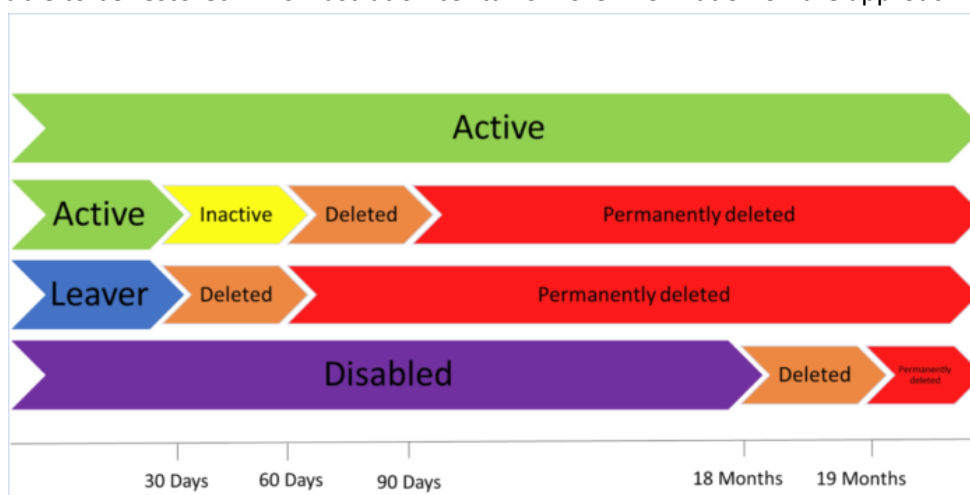 Active
Active Inactive Deleted Permanently deleted
Leaver Deleted Permanently deleted
Disabled Deleted Permanently
deleted
30 Days 60 Days 90 Days 18 Months 19 Months